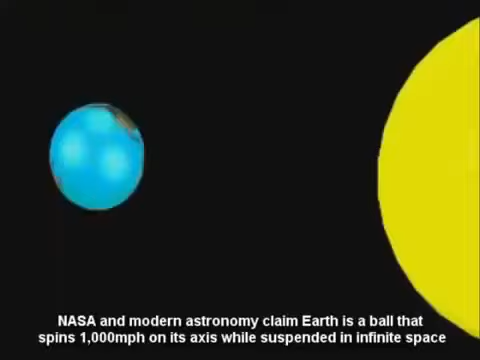 NASA and modern astronomy claim Earth is a ball that
spins 1,000mph on its axis while suspended in infinite space